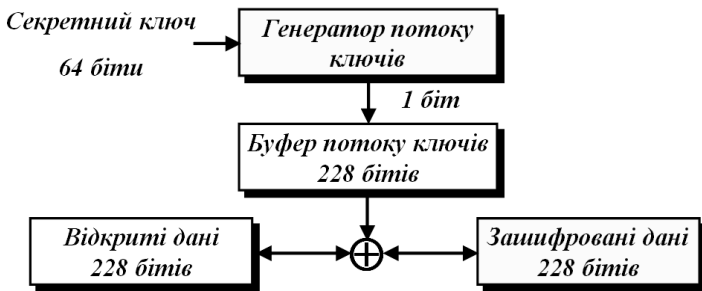 Секретний ключ
64 біти
Генератор потоку
ключів
1 біт
Буфер потоку ключів
228 бітів
Відкриті дані
228 бітів
Зашифровані дані
228 бітів